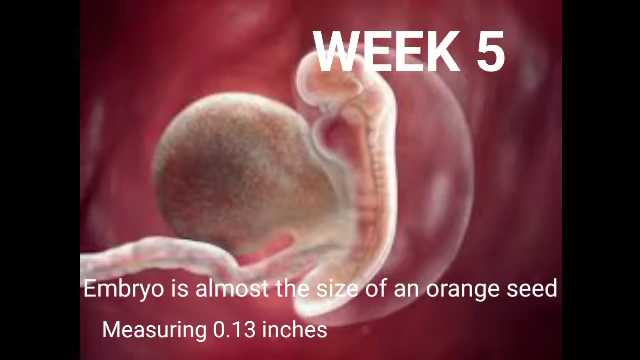 WEEK 5
Embryo is almost the size of an orange seed
Measuring 0.13 inches